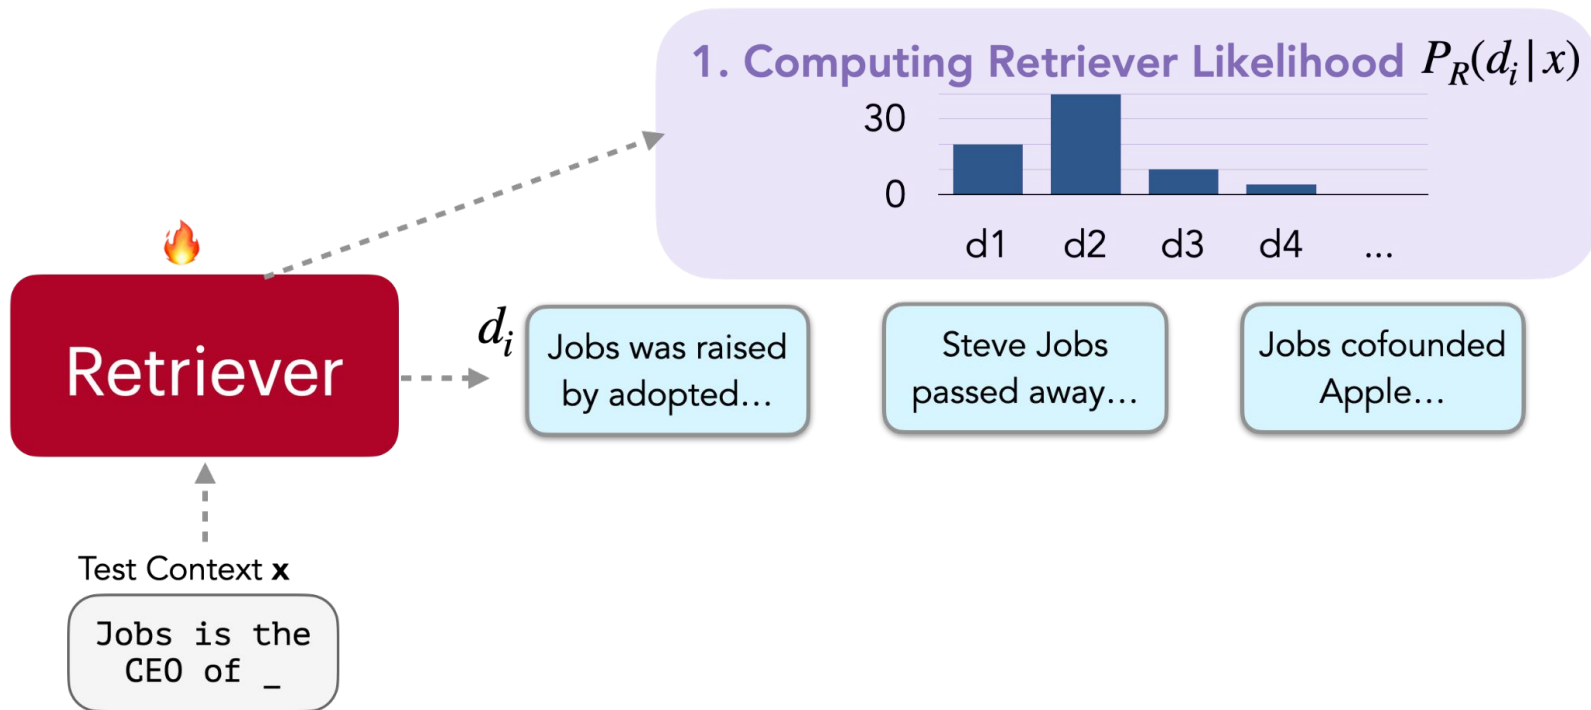 1. Computing Retriever Likelihood P_R(d_i|x)
30
0
d1 d2 d3 d4 ...
Retriever
d_i
Jobs was raised
by adopted...
Steve Jobs
passed away...
Jobs cofounded
Apple...
Test Context x
Jobs is the
CEO of _